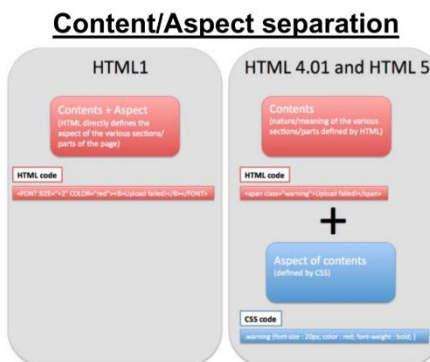 Content/Aspect separation
HTML1
Contents + Aspect
(HTML directly defines the
aspect of the various sections/
parts of the page)
HTML code
<FONT SIZE="+2" COLOR="red"><B>Upload failed!</B></FONT>
HTML 4.01 and HTML 5
Contents
(nature/meaning of the various
sections/parts defined by HTML)
HTML code
<span class="warning">Upload failed!</span>
+
Aspect of contents
(defined by CSS)
CSS code
.warning {font-size : 20px; color : red; font-weight : bold; }